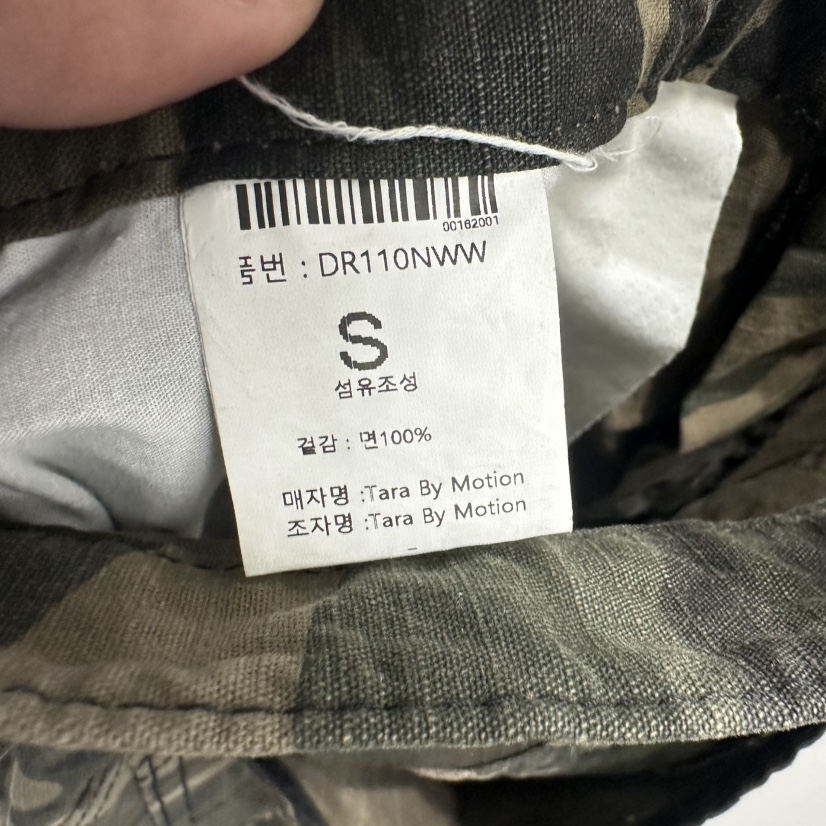 00162001
품번 : DR110NWW
S
섬유조성
겉감 : 면100%
매자명 :Tara By Motion
조자명 :Tara By Motion